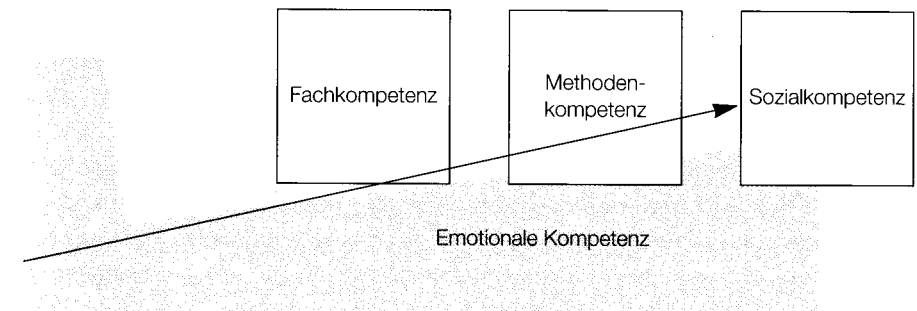 Fachkompetenz
Methoden-
kompetenz
Sozialkompetenz
Emotionale Kompetenz